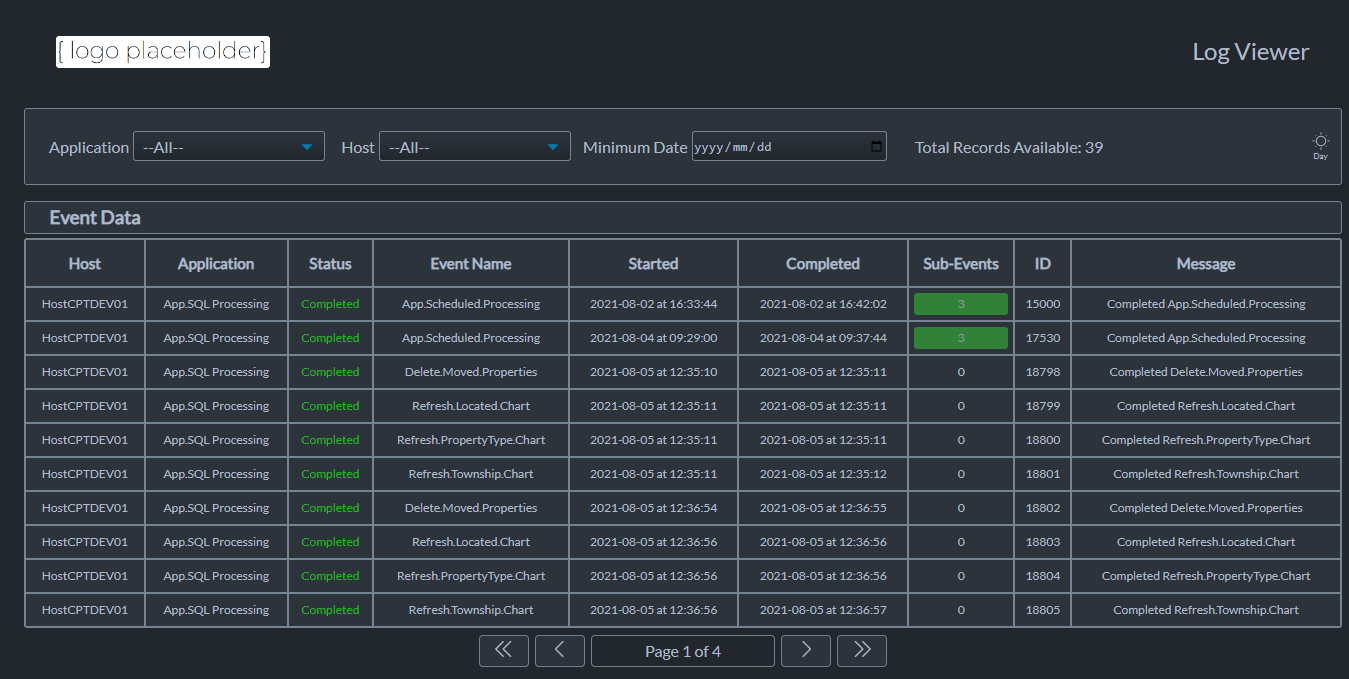 { logo placeholder}
Log Viewer
Application --All-- Host --All-- Minimum Date yyyy/mm/dd Total Records Available: 39 Day
Event Data
Host Application Status Event Name Started Completed Sub-Events ID Message
HostCPTDEV01 App.SQL Processing Completed App.Scheduled.Processing 2021-08-02 at 16:33:44 2021-08-02 at 16:42:02 3 15000 Completed App.Scheduled.Processing
HostCPTDEV01 App.SQL Processing Completed App.Scheduled.Processing 2021-08-04 at 09:29:00 2021-08-04 at 09:37:44 3 17530 Completed App.Scheduled.Processing
HostCPTDEV01 App.SQL Processing Completed Delete.Moved.Properties 2021-08-05 at 12:35:10 2021-08-05 at 12:35:11 0 18798 Completed Delete.Moved.Properties
HostCPTDEV01 App.SQL Processing Completed Refresh.Located.Chart 2021-08-05 at 12:35:11 2021-08-05 at 12:35:11 0 18799 Completed Refresh.Located.Chart
HostCPTDEV01 App.SQL Processing Completed Refresh.PropertyType.Chart 2021-08-05 at 12:35:11 2021-08-05 at 12:35:11 0 18800 Completed Refresh.PropertyType.Chart
HostCPTDEV01 App.SQL Processing Completed Refresh.Township.Chart 2021-08-05 at 12:35:11 2021-08-05 at 12:35:12 0 18801 Completed Refresh.Township.Chart
HostCPTDEV01 App.SQL Processing Completed Delete.Moved.Properties 2021-08-05 at 12:36:54 2021-08-05 at 12:36:55 0 18802 Completed Delete.Moved.Properties
HostCPTDEV01 App.SQL Processing Completed Refresh.Located.Chart 2021-08-05 at 12:36:56 2021-08-05 at 12:36:56 0 18803 Completed Refresh.Located.Chart
HostCPTDEV01 App.SQL Processing Completed Refresh.PropertyType.Chart 2021-08-05 at 12:36:56 2021-08-05 at 12:36:56 0 18804 Completed Refresh.PropertyType.Chart
HostCPTDEV01 App.SQL Processing Completed Refresh.Township.Chart 2021-08-05 at 12:36:56 2021-08-05 at 12:36:57 0 18805 Completed Refresh.Township.Chart
Page 1 of 4